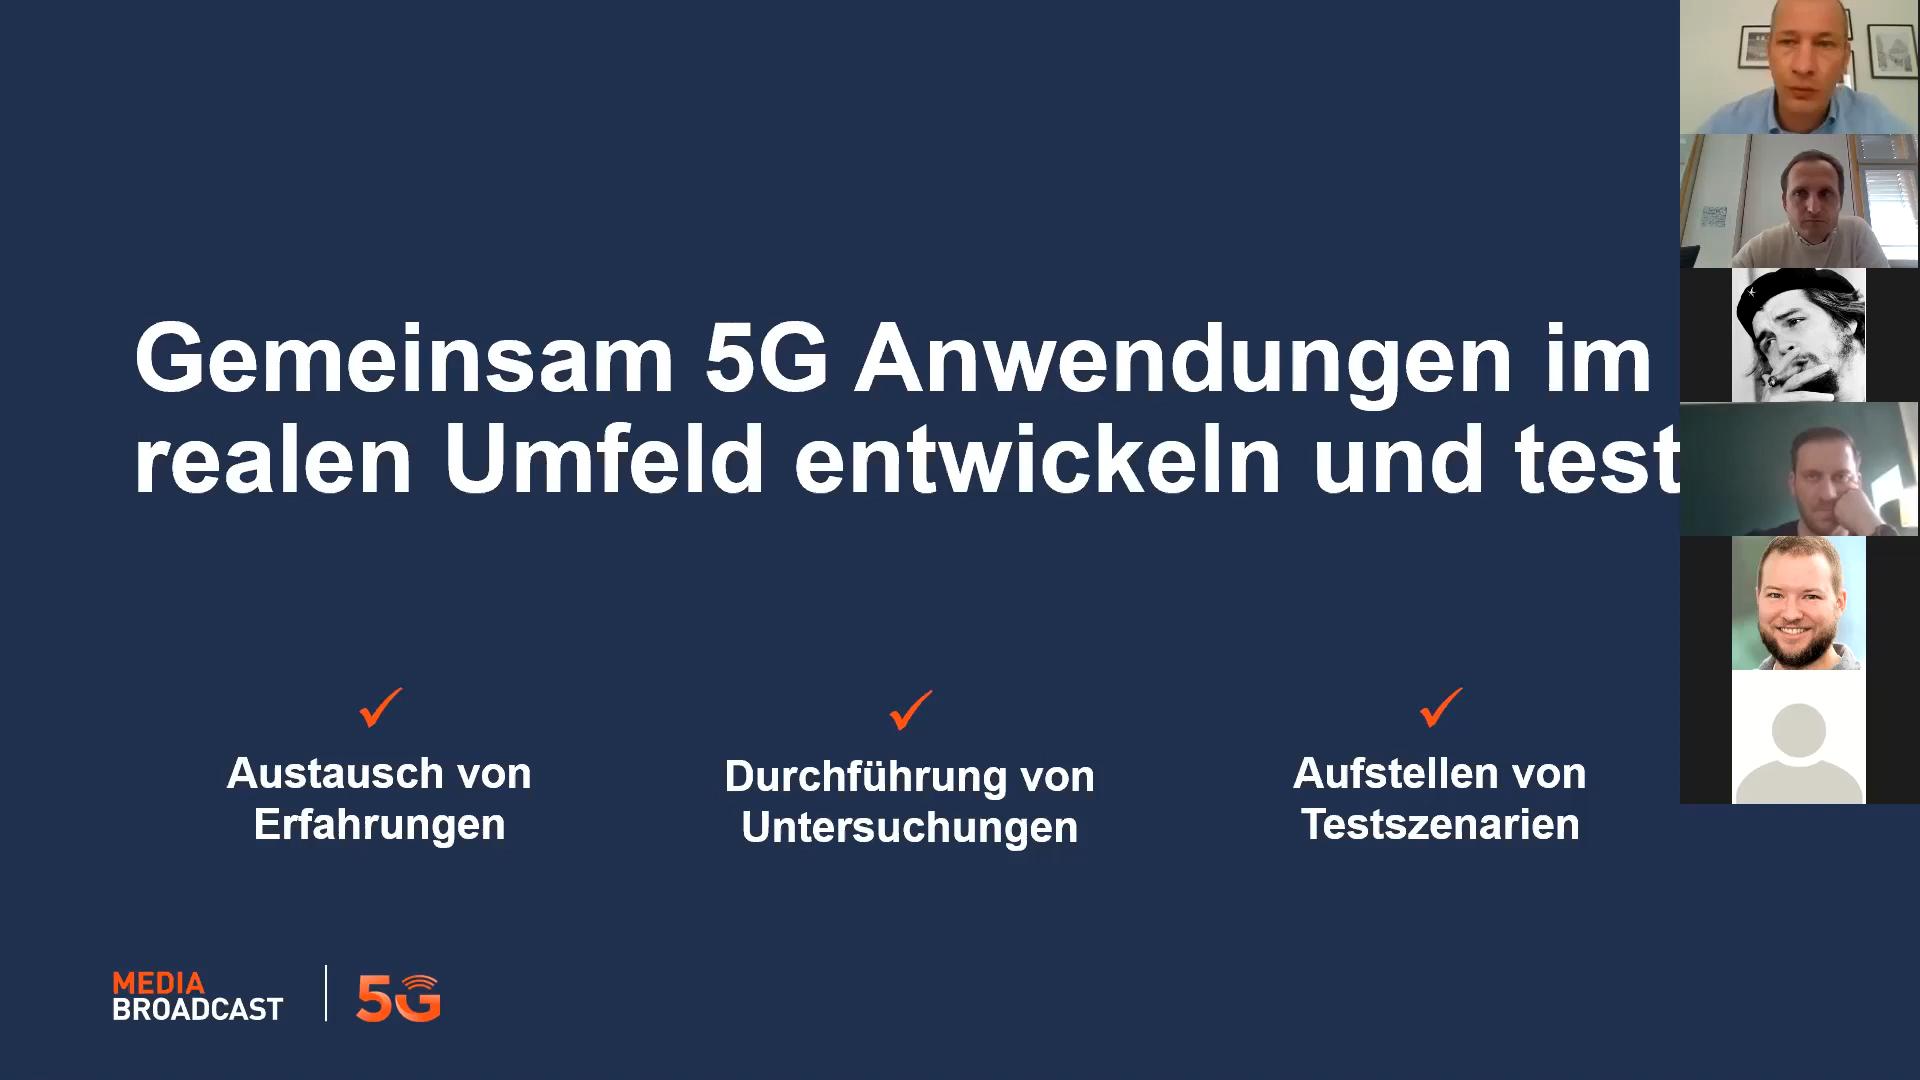 Gemeinsam 5G Anwendungen im
realen Umfeld entwickeln und test
Austausch von
Erfahrungen
Durchführung von
Untersuchungen
Aufstellen von
Testszenarien
MEDIA
BROADCAST
5G